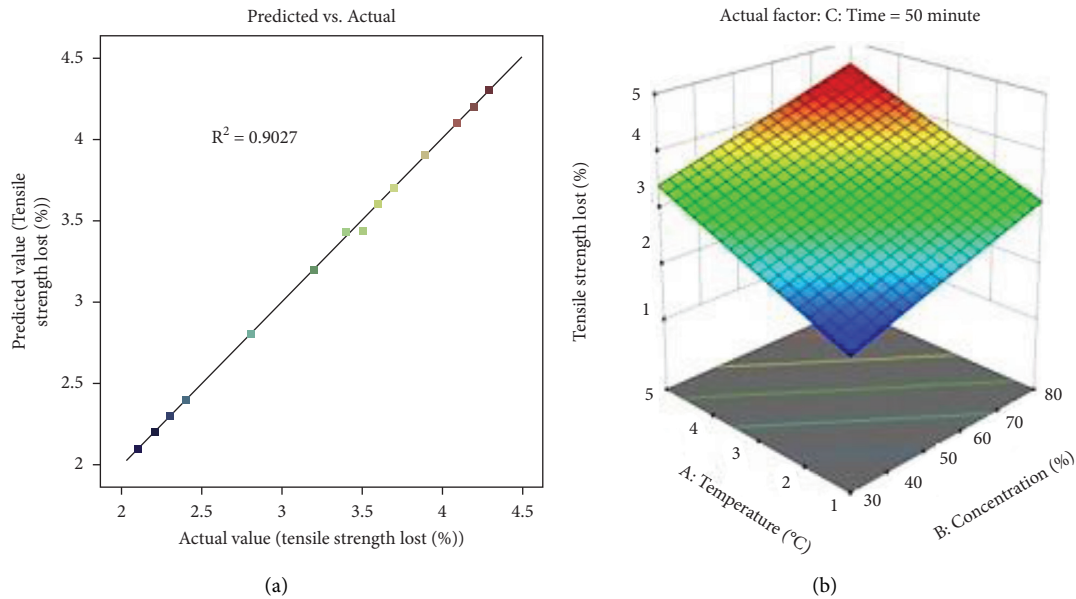 Predicted vs. Actual
4.5
4
3.5
3
2.5
2
Predicted value (Tensile
strength lost (%))
R² = 0.9027
2
2.5
3
3.5
4
4.5
Actual value (tensile strength lost (%))
(a)
Actual factor: C: Time = 50 minute
5
4
3
2
1
Tensile strength lost (%)
5
4
3
2
1
A: Temperature (°C)
30
40
50
60
70
80
B: Concentration (%)
(b)